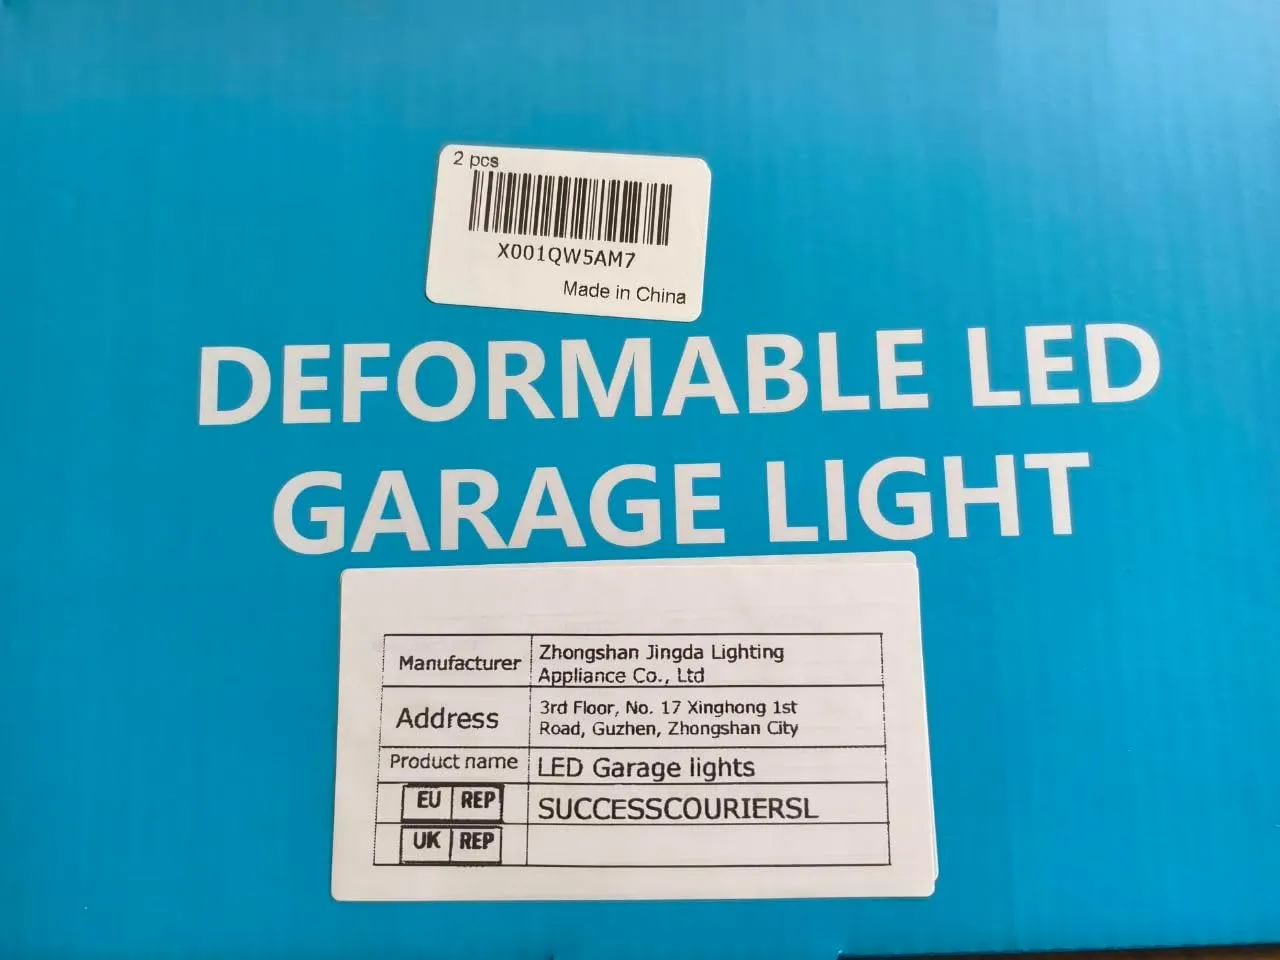 2 pcs
X001QW5AM7
Made in China
DEFORMABLE LED
GARAGE LIGHT
Manufacturer
Zhongshan Jingda Lighting
Appliance Co., Ltd
Address
3rd Floor, No. 17 Xinghong 1st
Road, Guzhen, Zhongshan City
Product name
LED Garage lights
EU REP
SUCCESSCOURIERSL
UK REP